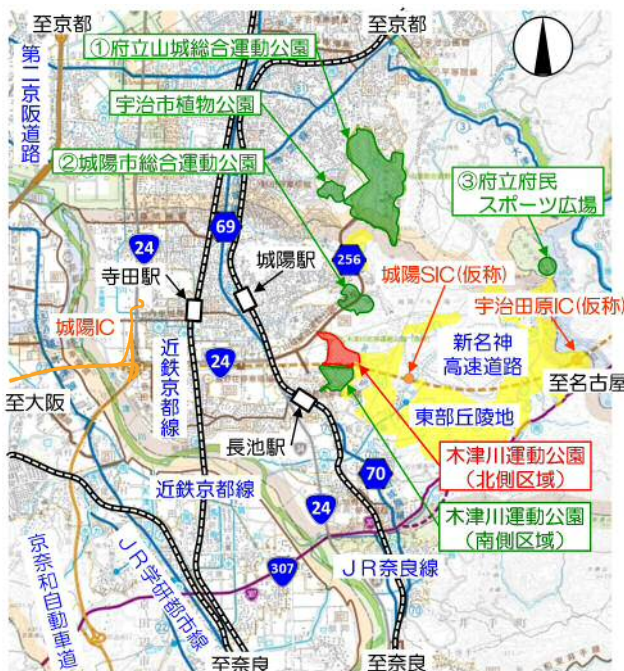 至京都
至京都
①府立山城総合運動公園
第二京阪道路
宇治市植物公園
②城陽市総合運動公園
③府立府民
スポーツ広場
24
69
256
城陽駅
寺田駅
城陽SIC(仮称)
宇治田原IC(仮称)
城陽IC
近鉄京都線
24
新名神
高速道路
至大阪
至名古屋
東部丘陵地
長池駅
木津川運動公園
(北側区域)
近鉄京都線
70
24
木津川運動公園
(南側区域)
京奈和自動車道
JR学研都市線
307
JR奈良線
至奈良
至奈良